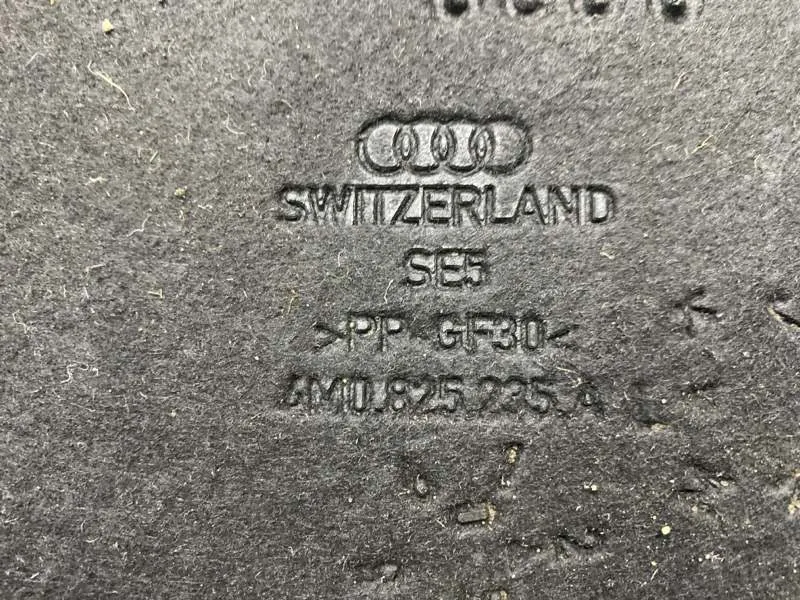 SWITZERLAND
SE5
>PP-GF30<
4M0.825.235.A